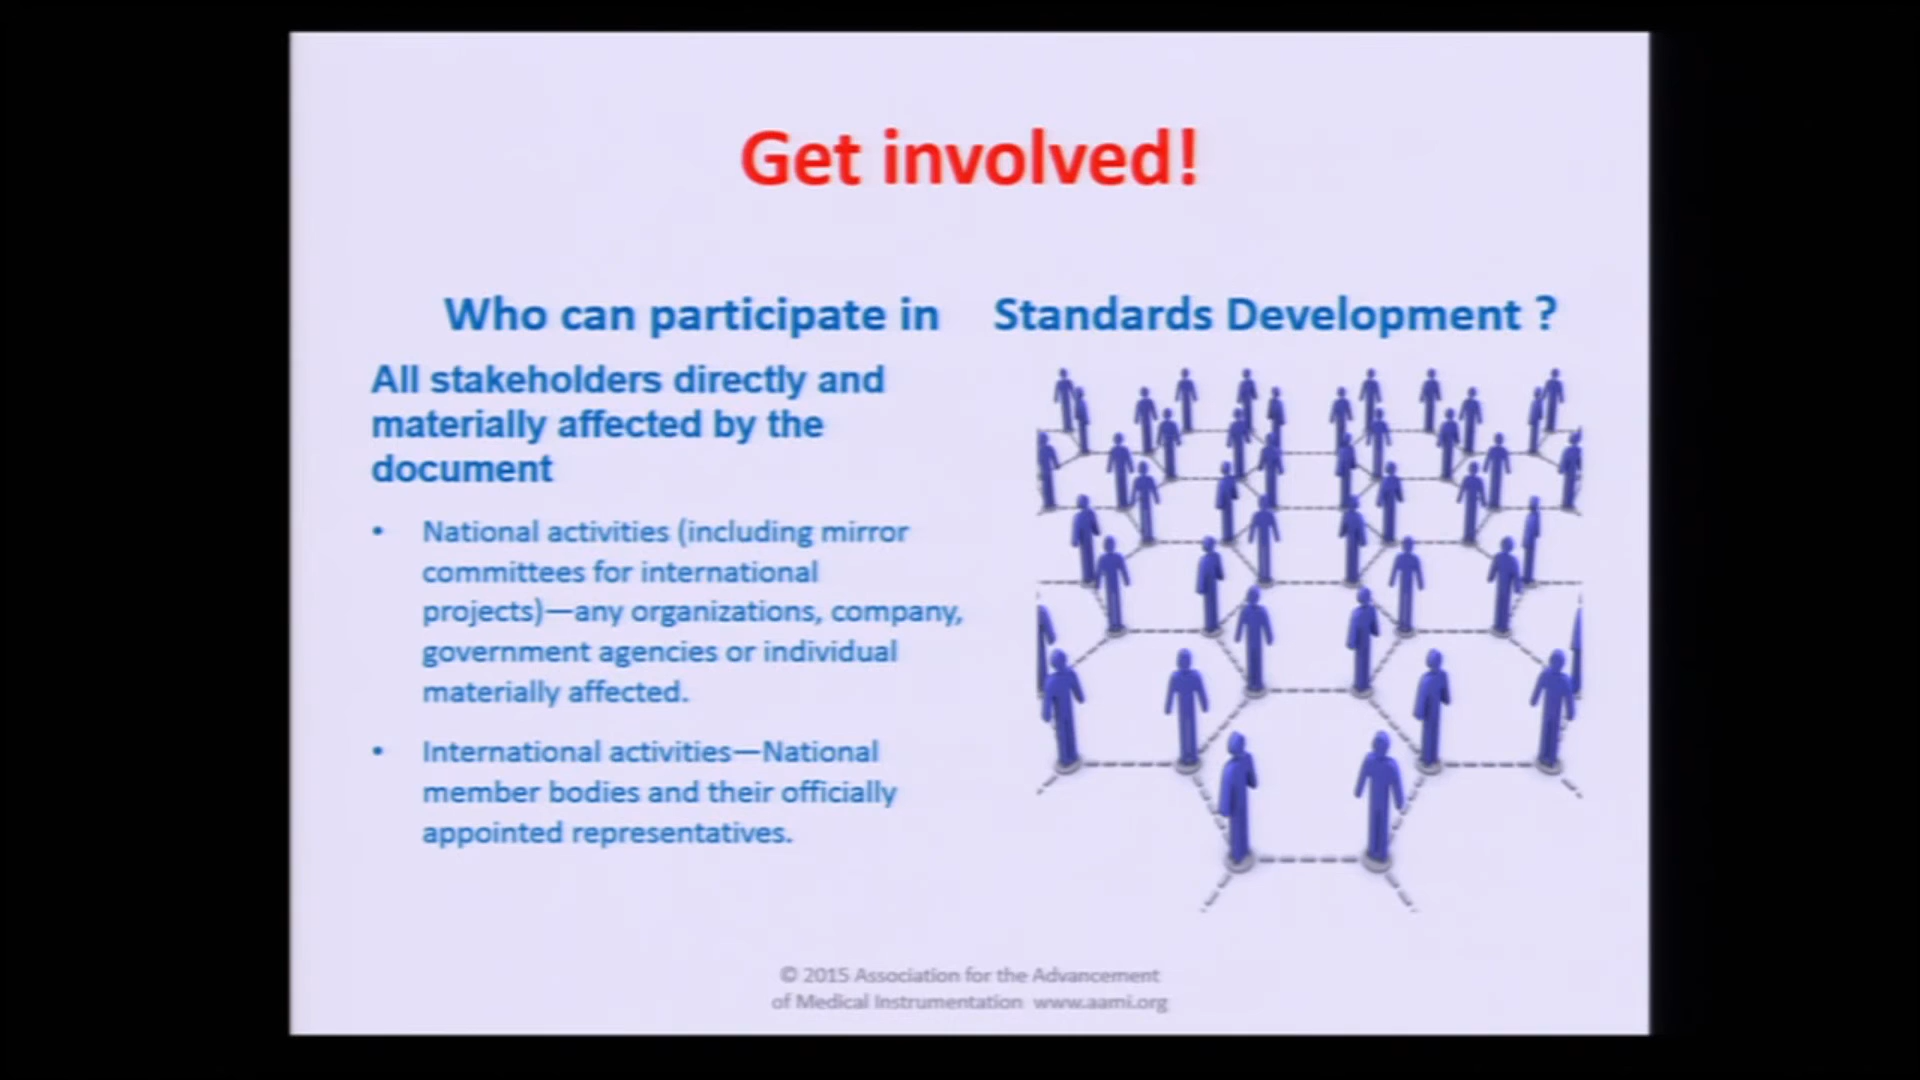 Get involved!
Who can participate in Standards Development ?
All stakeholders directly and
materially affected by the
document
• National activities (including mirror
committees for international
projects)—any organizations, company,
government agencies or individual
materially affected.
• International activities—National
member bodies and their officially
appointed representatives.
© 2015 Association for the Advancement
of Medical Instrumentation www.aami.org